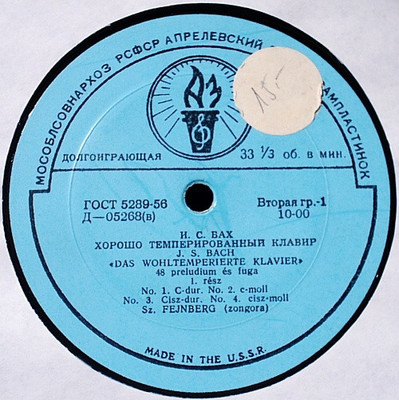 МОСОБЛСОВНАРХОЗ РСФСР АПРЕЛЕВСКИЙ
АЗ
15.-
ДОЛГОИГРАЮЩАЯ 33 1/3 об. в мин.
ГОСТ 5289-56 Вторая гр.-1
Д—05268(в) 10-00
И. С. БАХ
ХОРОШО ТЕМПЕРИРОВАННЫЙ КЛАВИР
J. S. BACH
«DAS WOHLTEMPERIERTE KLAVIER»
48 preludium és fuga
I. rész
No. 1. C-dur. No. 2. c-moll
No. 3. Cisz-dur. No. 4. cisz-moll
Sz. FEJNBERG (zongora)
MADE IN THE U.S.S.R.